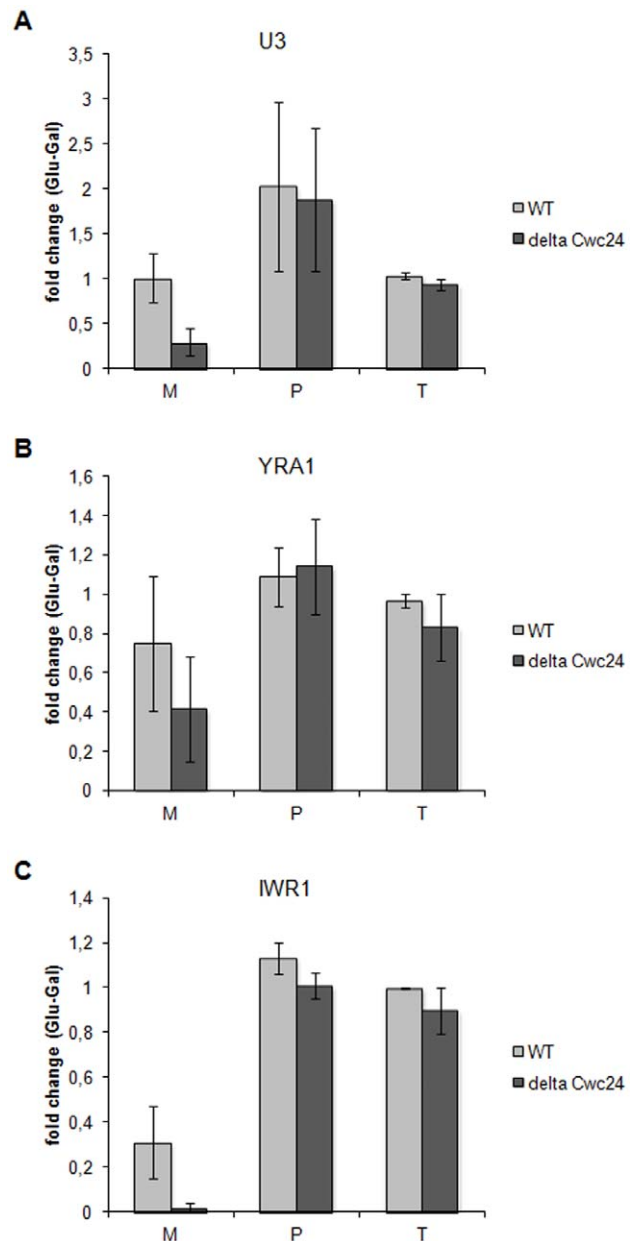 A
U3
3,5
3
2,5
2
1,5
1
0,5
0
fold change (Glu-Gal)
M P T
WT
delta Cwc24
B
YRA1
1,6
1,4
1,2
1
0,8
0,6
0,4
0,2
0
fold change (Glu-Gal)
M P T
WT
delta Cwc24
C
IWR1
1,4
1,2
1
0,8
0,6
0,4
0,2
0
fold change (Glu-Gal)
M P T
WT
delta Cwc24